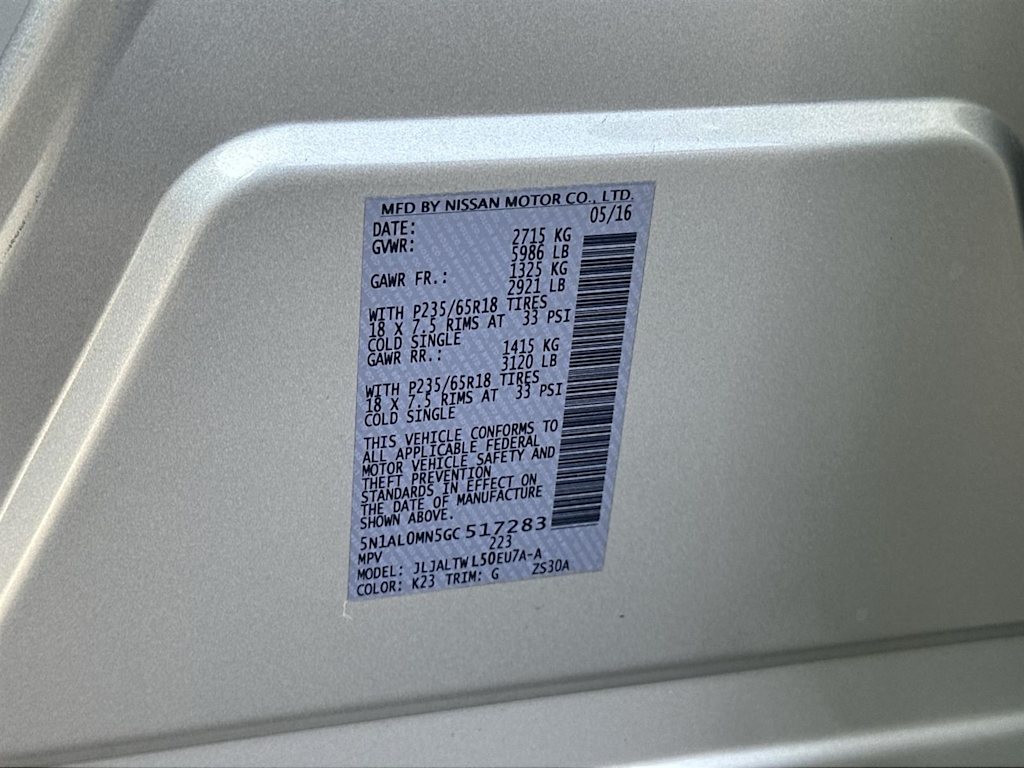 MFD BY NISSAN MOTOR CO., LTD.
DATE: 05/16
GVWR: 2715 KG
5986 LB
GAWR FR.: 1325 KG
2921 LB
WITH P235/65R18 TIRES
18 X 7.5 RIMS AT 33 PSI
COLD SINGLE
GAWR RR.: 1415 KG
3120 LB
WITH P235/65R18 TIRES
18 X 7.5 RIMS AT 33 PSI
COLD SINGLE
THIS VEHICLE CONFORMS TO
ALL APPLICABLE FEDERAL
MOTOR VEHICLE SAFETY AND
THEFT PREVENTION
STANDARDS IN EFFECT ON
THE DATE OF MANUFACTURE
SHOWN ABOVE.
5N1AL0MN5GC517283
MPV 223
MODEL: JLJALTWL50EU7A-A
COLOR: K23 TRIM: G ZS30A